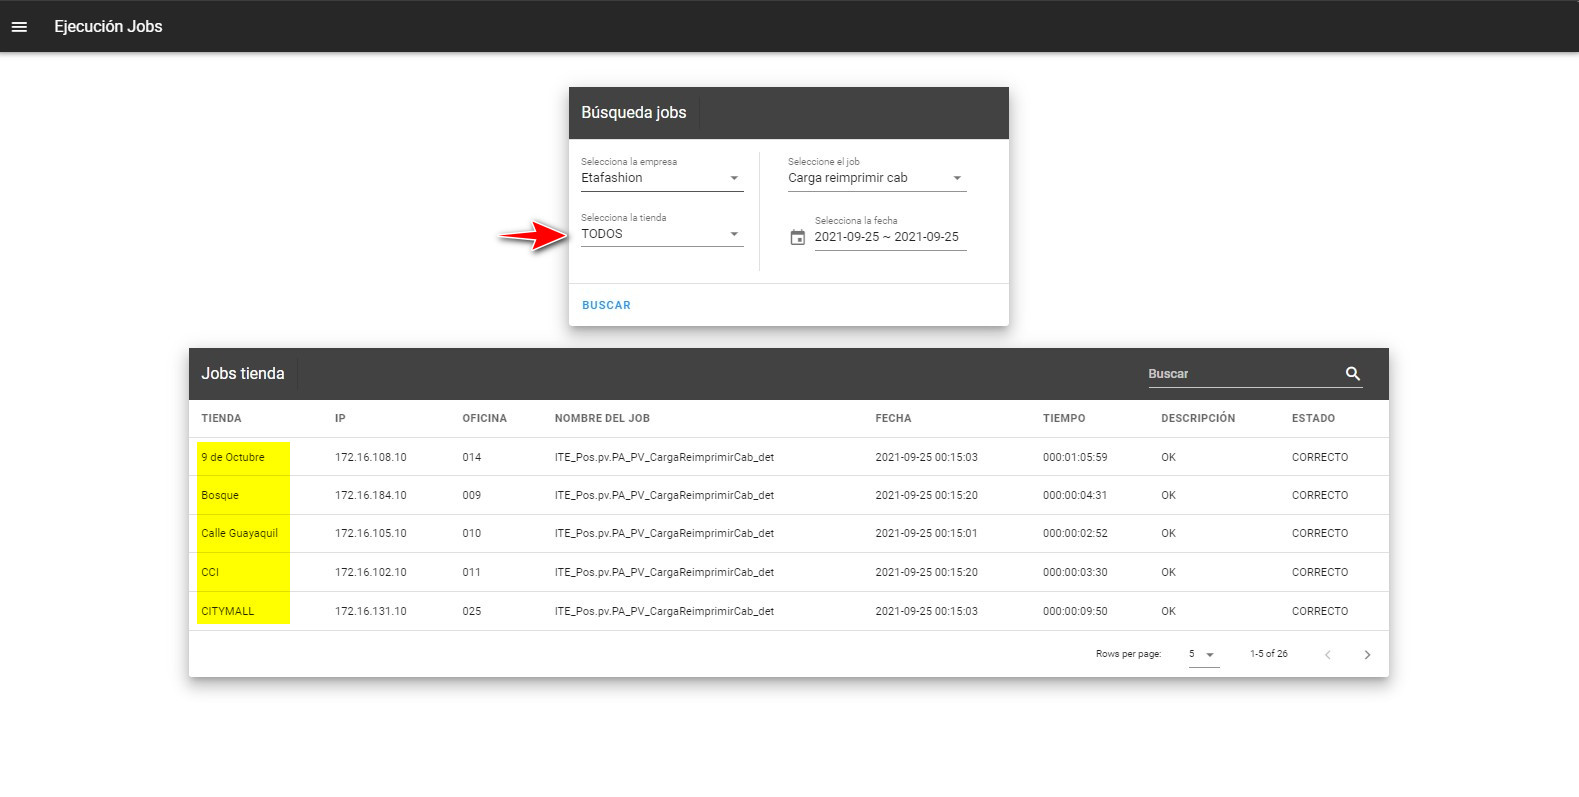 Ejecución Jobs
Búsqueda jobs
Selecciona la empresa
Etafashion
Seleccione el job
Carga reimprimir cab
Selecciona la tienda
TODOS
Selecciona la fecha
2021-09-25 ~ 2021-09-25
BUSCAR
Jobs tienda
Buscar
TIENDA IP OFICINA NOMBRE DEL JOB FECHA TIEMPO DESCRIPCIÓN ESTADO
9 de Octubre 172.16.108.10 014 ITE_Pos.pv.PA_PV_CargaReimprimirCab_det 2021-09-25 00:15:03 000:01:05:59 OK CORRECTO
Bosque 172.16.184.10 009 ITE_Pos.pv.PA_PV_CargaReimprimirCab_det 2021-09-25 00:15:20 000:00:04:31 OK CORRECTO
Calle Guayaquil 172.16.105.10 010 ITE_Pos.pv.PA_PV_CargaReimprimirCab_det 2021-09-25 00:15:01 000:00:02:52 OK CORRECTO
CCI 172.16.102.10 011 ITE_Pos.pv.PA_PV_CargaReimprimirCab_det 2021-09-25 00:15:20 000:00:03:30 OK CORRECTO
CITYMALL 172.16.131.10 025 ITE_Pos.pv.PA_PV_CargaReimprimirCab_det 2021-09-25 00:15:03 000:00:09:50 OK CORRECTO
Rows per page: 5 1-5 of 26